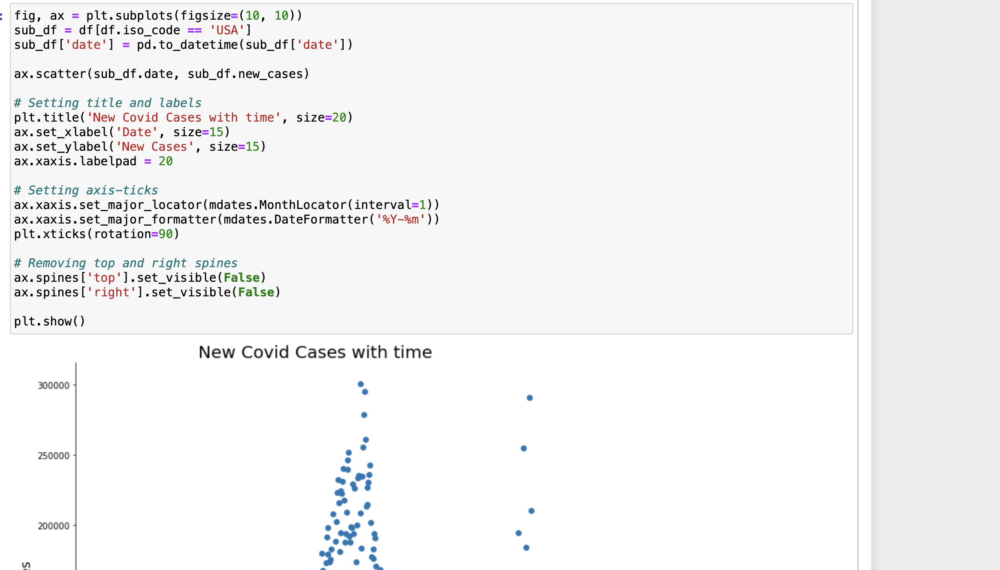 :
fig, ax = plt.subplots(figsize=(10, 10))
sub_df = df[df.iso_code == 'USA']
sub_df['date'] = pd.to_datetime(sub_df['date'])
ax.scatter(sub_df.date, sub_df.new_cases)
# Setting title and labels
plt.title('New Covid Cases with time', size=20)
ax.set_xlabel('Date', size=15)
ax.set_ylabel('New Cases', size=15)
ax.xaxis.labelpad = 20
# Setting axis-ticks
ax.xaxis.set_major_locator(mdates.MonthLocator(interval=1))
ax.xaxis.set_major_formatter(mdates.DateFormatter('%Y-%m'))
plt.xticks(rotation=90)
# Removing top and right spines
ax.spines['top'].set_visible(False)
ax.spines['right'].set_visible(False)
plt.show()
New Covid Cases with time
300000
250000
200000